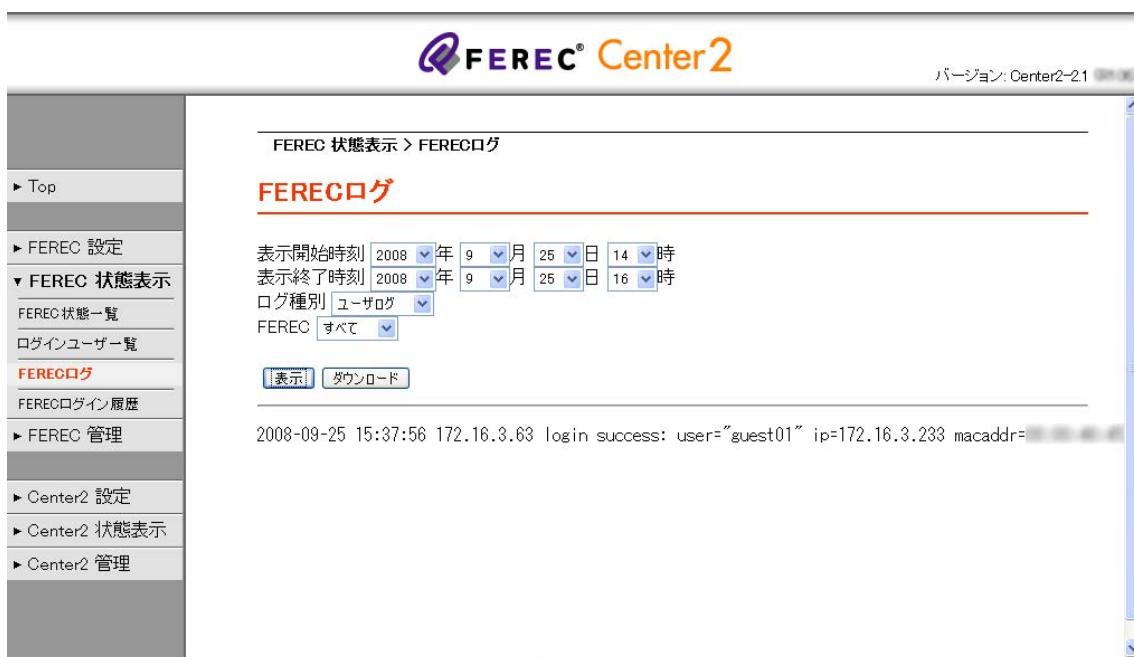 FEREC® Center2
バージョン: Center2-2.1
▶ Top
▶ FEREC 設定
▼ FEREC 状態表示
FEREC状態一覧
ログインユーザ一覧
FERECログ
FERECログイン履歴
▶ FEREC 管理
▶ Center2 設定
▶ Center2 状態表示
▶ Center2 管理
FEREC 状態表示 > FERECログ
FERECログ
表示開始時刻 2008 年 9 月 25 日 14 時
表示終了時刻 2008 年 9 月 25 日 16 時
ログ種別 ユーザログ
FEREC すべて
表示 ダウンロード
2008-09-25 15:37:56 172.16.3.63 login success: user="guest01" ip=172.16.3.233 macaddr=